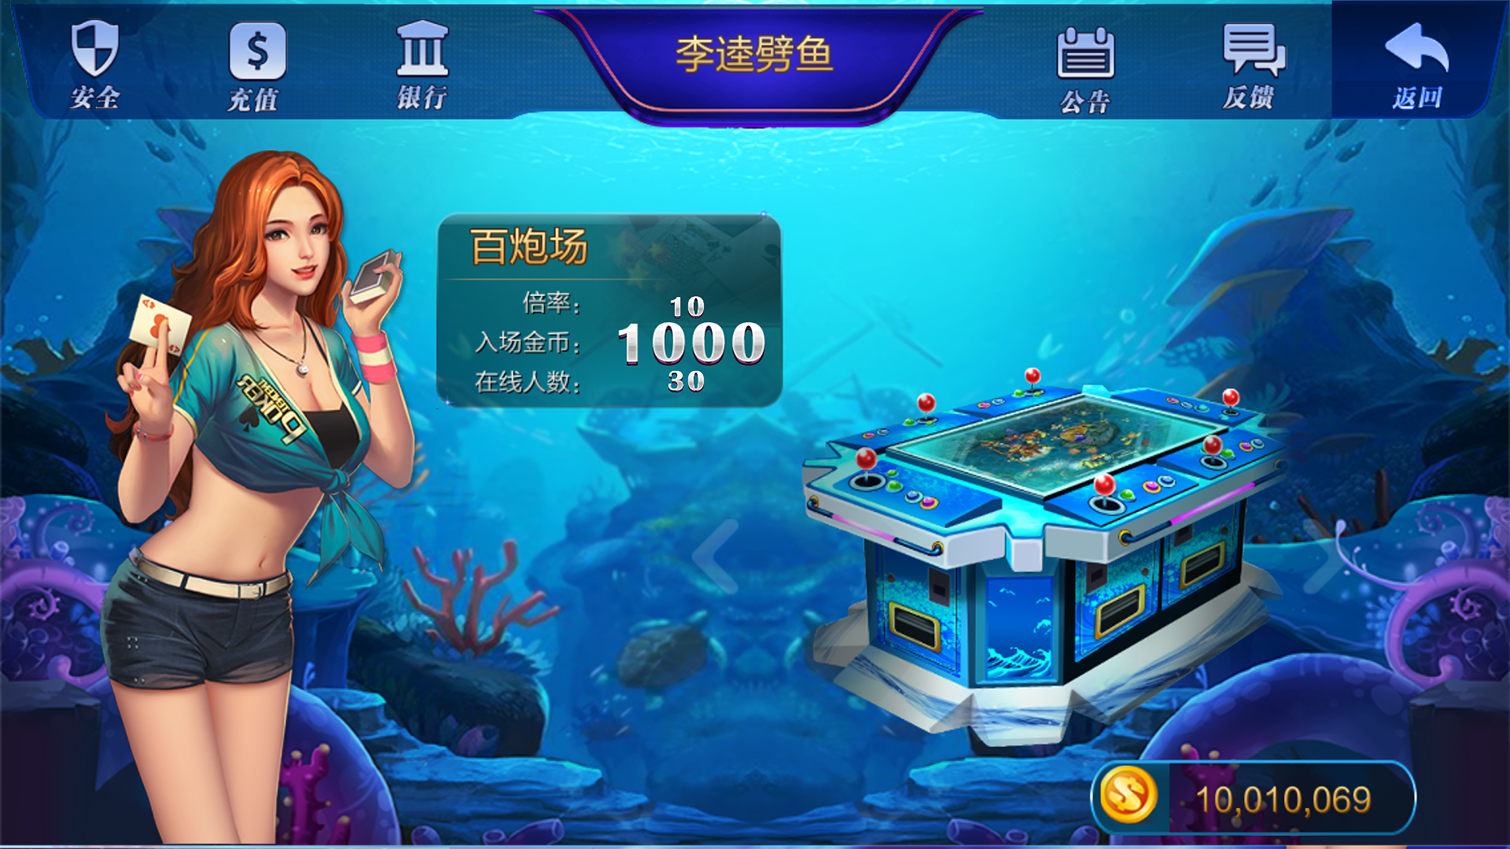 安全
充值
银行
李逵劈鱼
公告
反馈
返回
百炮场
倍率: 10
入场金币: 1000
在线人数: 30
POKER
10,010,069